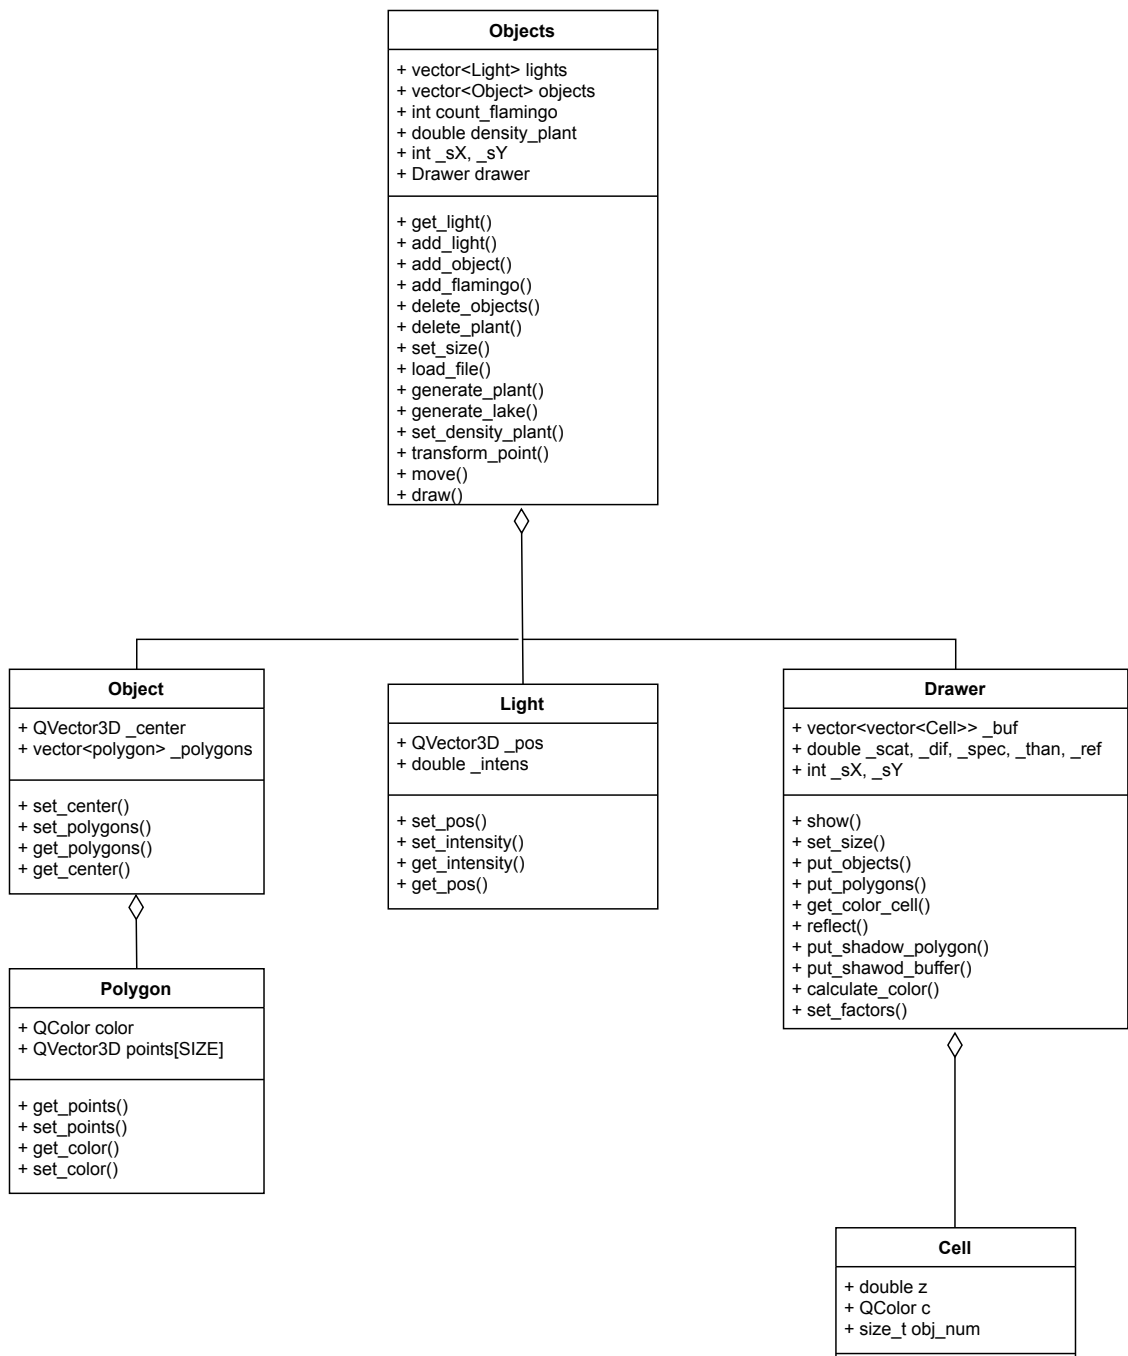 Objects
+ vector<Light> lights
+ vector<Object> objects
+ int count_flamingo
+ double density_plant
+ int _sX, _sY
+ Drawer drawer
+ get_light()
+ add_light()
+ add_object()
+ add_flamingo()
+ delete_objects()
+ delete_plant()
+ set_size()
+ load_file()
+ generate_plant()
+ generate_lake()
+ set_density_plant()
+ transform_point()
+ move()
+ draw()
Object
+ QVector3D _center
+ vector<polygon> _polygons
+ set_center()
+ set_polygons()
+ get_polygons()
+ get_center()
Light
+ QVector3D _pos
+ double _intens
+ set_pos()
+ set_intensity()
+ get_intensity()
+ get_pos()
Drawer
+ vector<vector<Cell>> _buf
+ double _scat, _dif, _spec, _than, _ref
+ int _sX, _sY
+ show()
+ set_size()
+ put_objects()
+ put_polygons()
+ get_color_cell()
+ reflect()
+ put_shadow_polygon()
+ put_shawod_buffer()
+ calculate_color()
+ set_factors()
Polygon
+ QColor color
+ QVector3D points[SIZE]
+ get_points()
+ set_points()
+ get_color()
+ set_color()
Cell
+ double z
+ QColor c
+ size_t obj_num